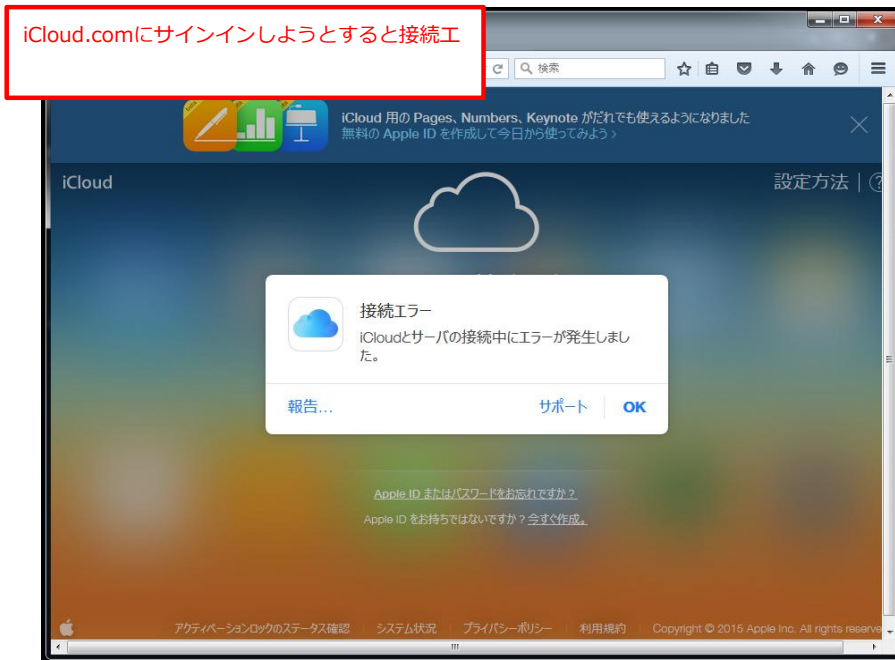 iCloud.comにサインインしようとすると接続エ
検索
iCloud 用の Pages、Numbers、Keynote がだれでも使えるようになりました
無料の Apple ID を作成して今日から使ってみよう ›
iCloud
設定方法 | ?
接続エラー
iCloudとサーバの接続中にエラーが発生しまし
た。
報告...
サポート
OK
Apple ID またはパスワードをお忘れですか？
Apple ID をお持ちではないですか？今すぐ作成。
アクティベーションロックのステータス確認 システム状況 プライバシーポリシー 利用規約 Copyright © 2015 Apple Inc. All rights reserve